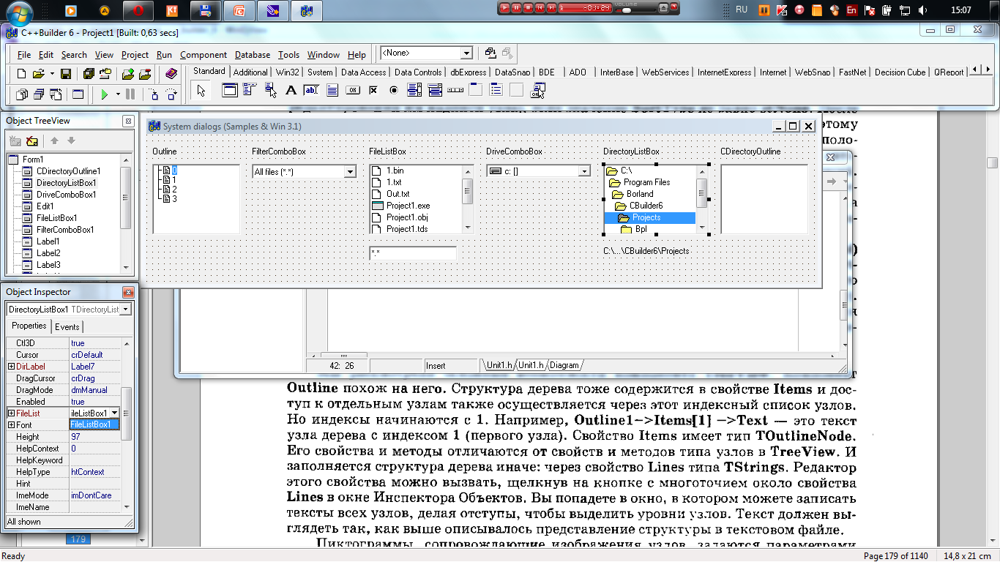 RU
En
15:07
VOLUME
C++Builder 6 - Project1 [Built: 0,63 secs]
File Edit Search View Project Run Component Database Tools Window Help
<None>
Standard Additional Win32 System Data Access Data Controls dbExpress DataSnap BDE ADO InterBase WebServices InternetExpress Internet WebSnap FastNet Decision Cube QReport
Object TreeView
Form1
CDirectoryOutline1
DirectoryListBox1
DriveComboBox1
Edit1
FileListBox1
FilterComboBox1
Label1
Label2
Label3
System dialogs (Samples & Win 3.1)
Outline FilterComboBox FileListBox DriveComboBox DirectoryListBox CDirectoryOutline
0
1
2
3
All files (*.*)
1.bin
1.txt
Out.txt
Project1.exe
Project1.obj
Project1.tds
*.*
c: []
C:\
Program Files
Borland
CBuilder6
Projects
Bpl
C:\...\CBuilder6\Projects
этому
поло-
Object Inspector
DirectoryListBox1 TDirectoryList
Properties Events
Ctl3D true
Cursor crDefault
DirLabel Label7
DragCursor crDrag
DragMode dmManual
Enabled true
FileList ileListBox1
FileListBox1
Font
Height 97
HelpContext 0
HelpKeyword
HelpType htContext
Hint
ImeMode imDontCare
ImeName
All shown
179
42: 26 Insert Unit1.h Unit1.h Diagram
Outline похож на него. Структура дерева тоже содержится в свойстве Items и дос-
туп к отдельным узлам также осуществляется через этот индексный список узлов.
Но индексы начинаются с 1. Например, Outline1–>Items[1] –>Text — это текст
узла дерева с индексом 1 (первого узла). Свойство Items имеет тип TOutlineNode.
Его свойства и методы отличаются от свойств и методов типа узлов в TreeView. И
заполняется структура дерева иначе: через свойство Lines типа TStrings. Редактор
этого свойства можно вызвать, щелкнув на кнопке с многоточием около свойства
Lines в окне Инспектора Объектов. Вы попадете в окно, в котором можете записать
тексты всех узлов, делая отступы, чтобы выделить уровни узлов. Текст должен вы-
глядеть так, как выше описывалось представление структуры в текстовом файле.
Пиктограммы, сопровождающие изображения узлов, задаются параметрами
Ready
Page 179 of 1140 14,8 x 21 cm